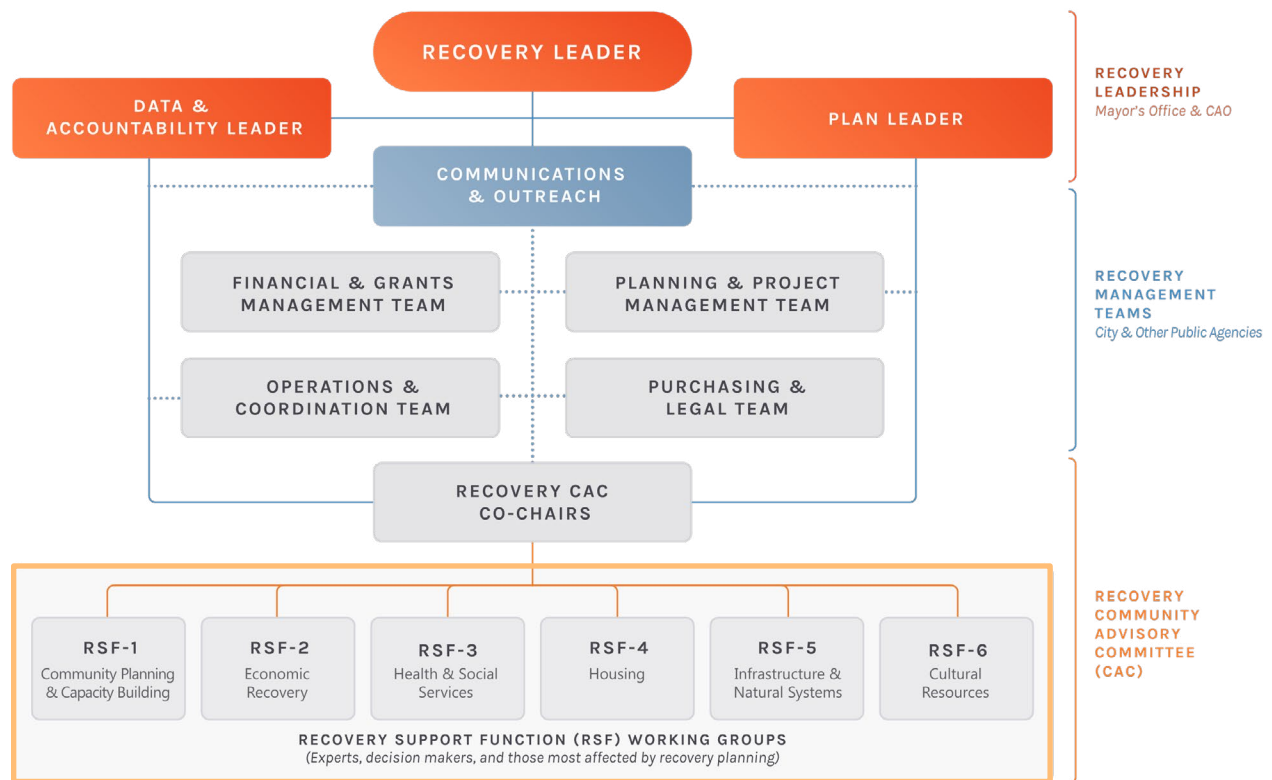 RECOVERY LEADER
DATA &
ACCOUNTABILITY LEADER
PLAN LEADER
RECOVERY
LEADERSHIP
Mayor's Office & CAO
COMMUNICATIONS
& OUTREACH
FINANCIAL & GRANTS
MANAGEMENT TEAM
PLANNING & PROJECT
MANAGEMENT TEAM
RECOVERY
MANAGEMENT
TEAMS
City & Other Public Agencies
OPERATIONS &
COORDINATION TEAM
PURCHASING &
LEGAL TEAM
RECOVERY CAC
CO-CHAIRS
RSF-1
Community Planning
& Capacity Building
RSF-2
Economic
Recovery
RSF-3
Health & Social
Services
RSF-4
Housing
RSF-5
Infrastructure &
Natural Systems
RSF-6
Cultural
Resources
RECOVERY
COMMUNITY
ADVISORY
COMMITTEE
(CAC)
RECOVERY SUPPORT FUNCTION (RSF) WORKING GROUPS
(Experts, decision makers, and those most affected by recovery planning)